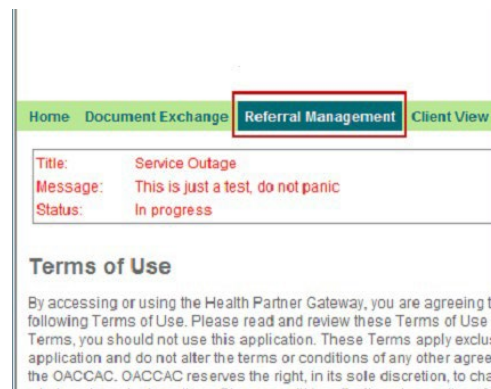 Home Document Exchange Referral Management Client View
Title: Service Outage
Message: This is just a test, do not panic
Status: In progress
Terms of Use
By accessing or using the Health Partner Gateway, you are agreeing
following Terms of Use. Please read and review these Terms of Use
Terms, you should not use this application. These Terms apply
application and do not alter the terms or conditions of any other
the OACCAC. OACCAC reserves the right, in its sole discretion, to